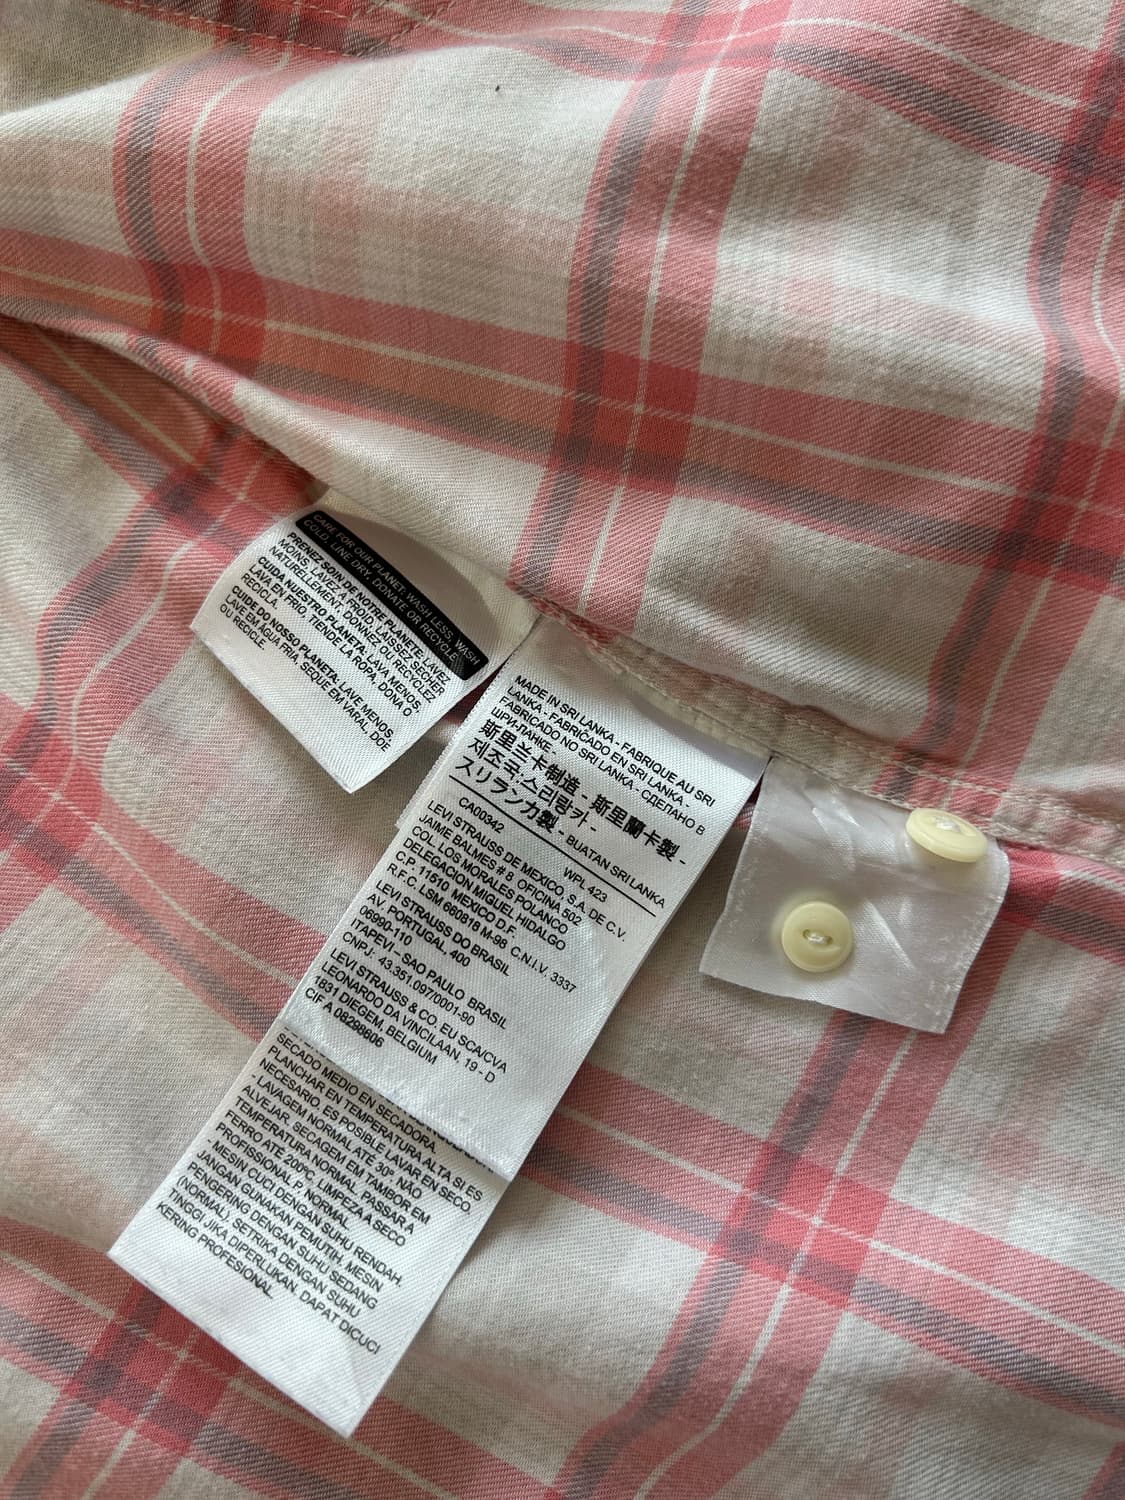 CARE FOR OUR PLANET: WASH LESS, WASH
COLD, LINE DRY, DONATE OR RECYCLE
PRENEZ SOIN DE NOTRE PLANETE: LAVEZ
MOINS, LAVEZ A FROID, LAISSEZ SECHER
NATURELLEMENT, DONNEZ OU RECYCLEZ
CUIDA NUESTRO PLANETA: LAVA MENOS,
LAVA EN FRIO, TIENDE LA ROPA, DONA O
RECICLA.
CUIDE DO NOSSO PLANETA: LAVE MENOS,
LAVE EM AGUA FRIA, SEQUE EM VARAL, DOE
OU RECICLE.
MADE IN SRI LANKA - FABRIQUE AU SRI
LANKA - FABRICADO EN SRI LANKA -
FABRICADO NO SRI LANKA - СДЕЛАНО В
ШРИ-ЛАНКЕ -
斯里兰卡制造 - 斯里蘭卡製 -
제조국:스리랑카 -
スリランカ製 - BUATAN SRI LANKA
CA00342 WPL 423
LEVI STRAUSS DE MEXICO, S.A. DE C.V.
JAIME BALMES # 8 OFICINA 502
COL. LOS MORALES POLANCO
DELEGACION MIGUEL HIDALGO
C.P. 11510 MEXICO D.F.
R.F.C. LSM 660818 M-98 C.N.I.V. 3337
LEVI STRAUSS DO BRASIL
AV. PORTUGAL, 400
06990-110
ITAPEVI – SAO PAULO BRASIL
CNPJ: 43.351.097/0001-90
LEVI STRAUSS & CO. EU SCA/CVA
LEONARDO DA VINCILAAN, 19 - D
1831 DIEGEM, BELGIUM
C/F A 08298606
SECADO MEDIO EN SECADORA.
PLANCHAR EN TEMPERATURA ALTA SI ES
NECESARIO. ES POSIBLE LAVAR EN SECO.
- LAVAGEM NORMAL ATÉ 30º. NÃO
ALVEJAR. SECAGEM EM TAMBOR EM
TEMPERATURA NORMAL. PASSAR A
FERRO ATÉ 200ºC. LIMPEZA A SECO
PROFISSIONAL P, NORMAL.
- MESIN CUCI DENGAN SUHU RENDAH.
JANGAN GUNAKAN PEMUTIH. MESIN
PENGERING DENGAN SUHU SEDANG
(NORMAL). SETRIKA DENGAN SUHU
TINGGI JIKA DIPERLUKAN. DAPAT DICUCI
KERING PROFESIONAL